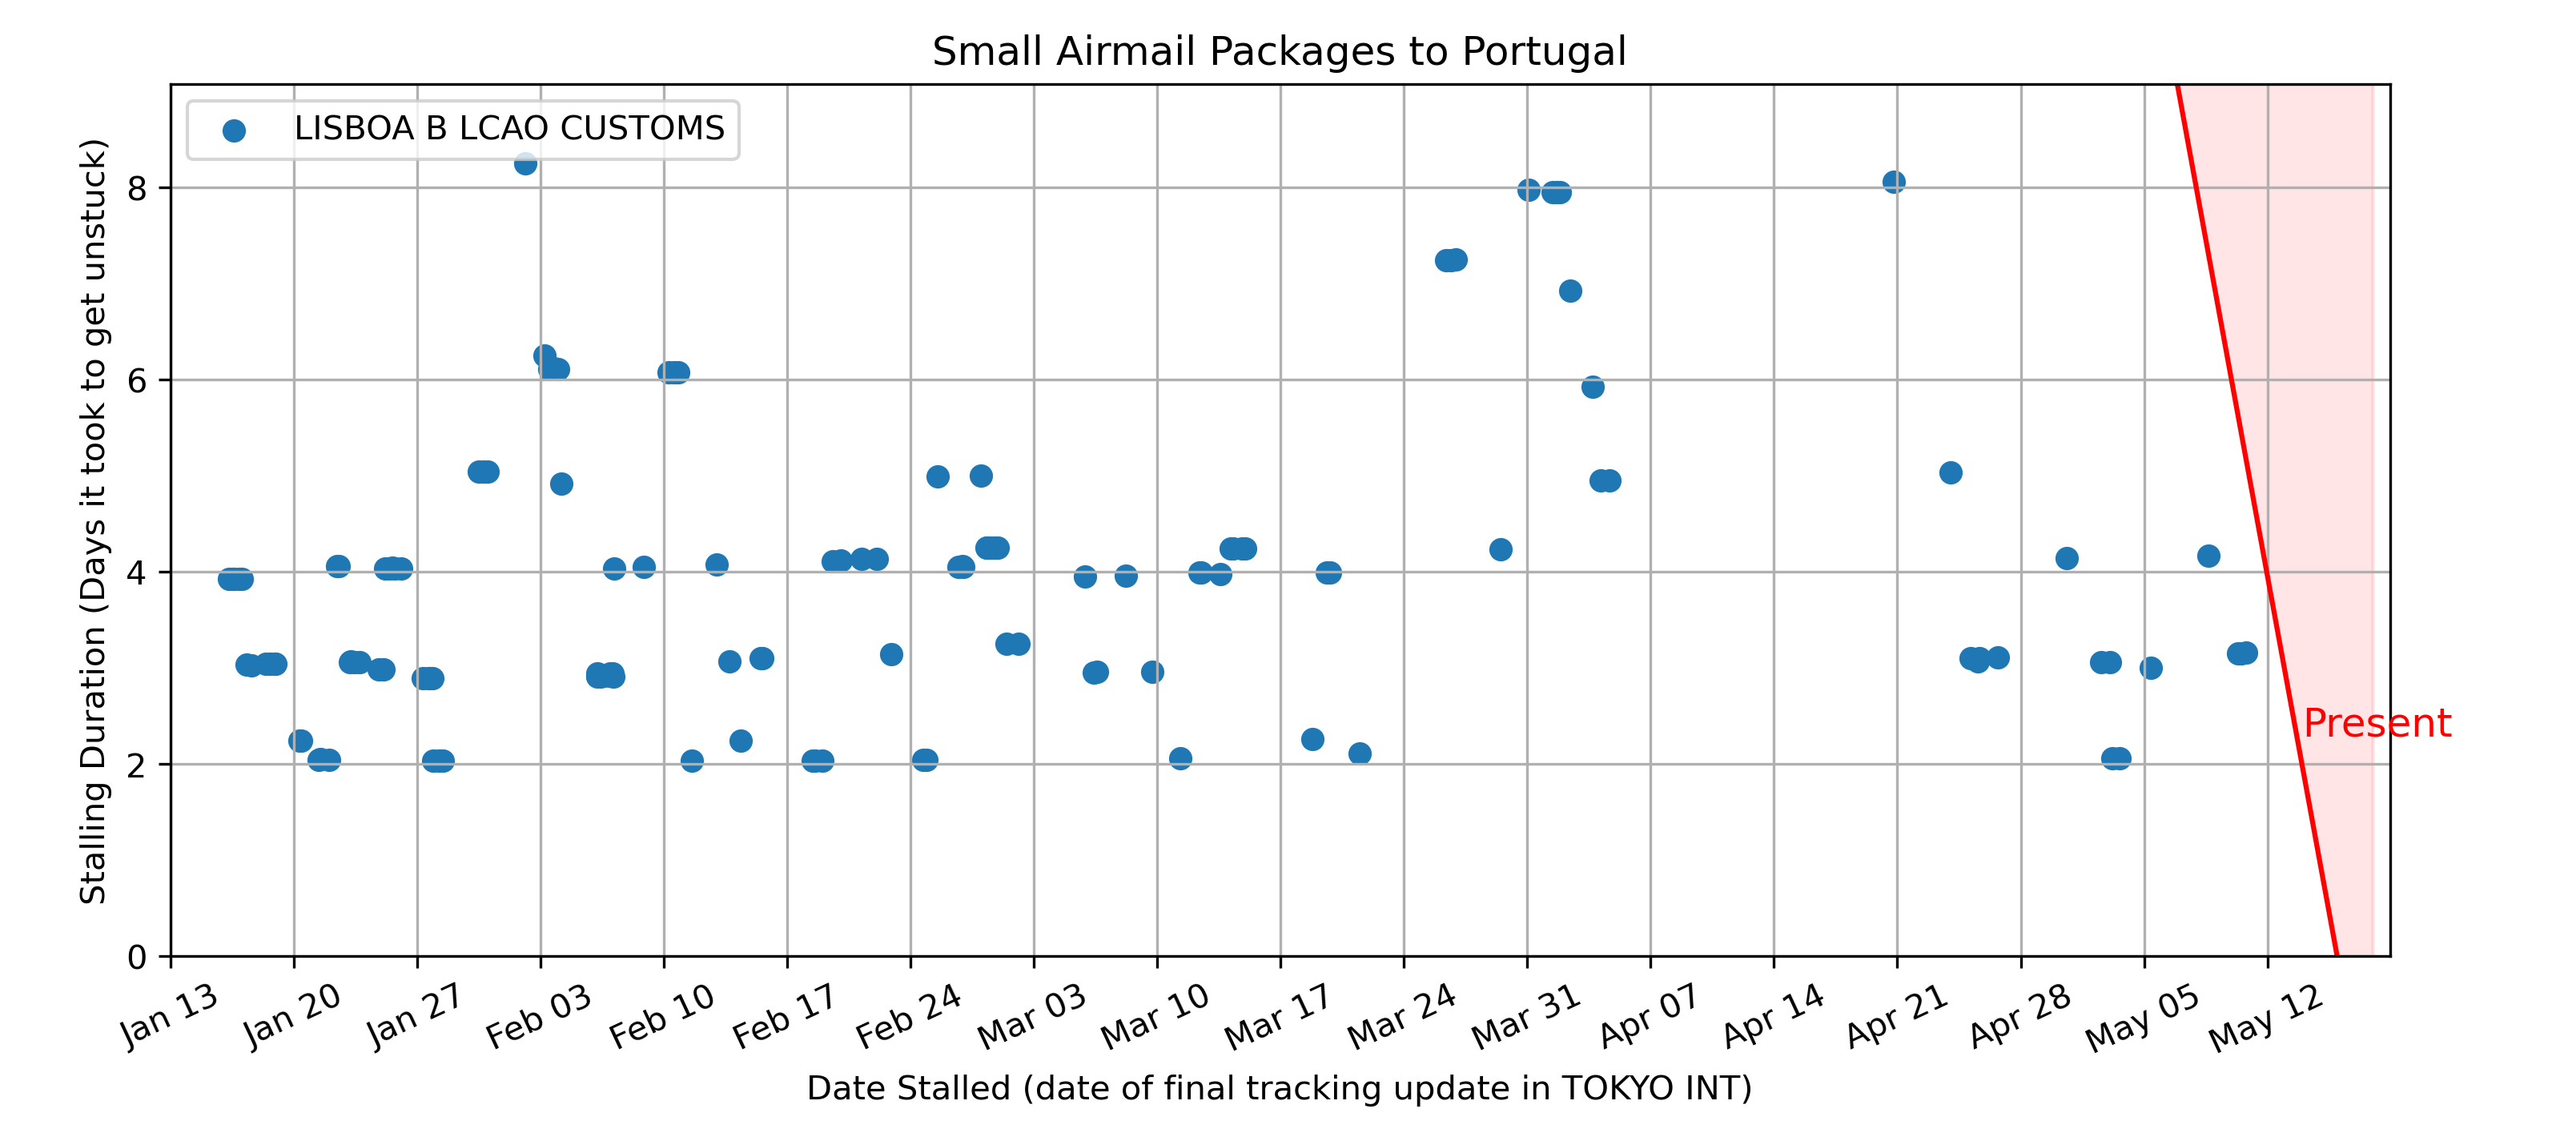 Small Airmail Packages to Portugal
LISBOA B LCAO CUSTOMS
Stalling Duration (Days it took to get unstuck)
8
6
4
2
0
Present
Jan 13
Jan 20
Jan 27
Feb 03
Feb 10
Feb 17
Feb 24
Mar 03
Mar 10
Mar 17
Mar 24
Mar 31
Apr 07
Apr 14
Apr 21
Apr 28
May 05
May 12
Date Stalled (date of final tracking update in TOKYO INT)